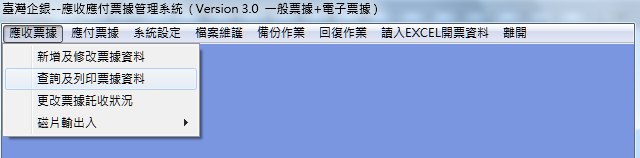 臺灣企銀--應收應付票據管理系統 ( Version 3.0 一般票據+電子票據 )
應收票據 應付票據 系統設定 檔案維護 備份作業 回復作業 讀入EXCEL開票資料 離開
新增及修改票據資料
查詢及列印票據資料
更改票據託收狀況
磁片輸出入